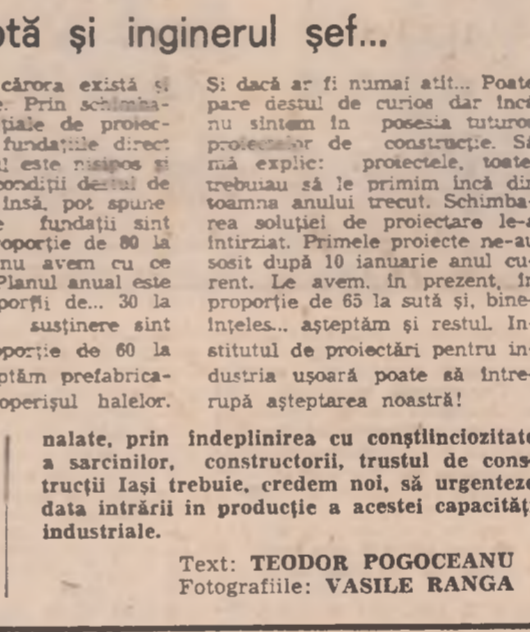 ptă și inginerul șef...
cărora există și
e. Prin schimba-
țiale de proiec-
fundațiile direct
l este nisipos și
condiții destul de
însă, pot spune
e fundații sînt
oporție de 80 la
nu avem cu ce
Planul anual este
porții de... 30 la
susținere sînt
porție de 60 la
ptăm prefabrica-
operișul halelor.
Și dacă ar fi numai atît... Poate
pare destul de curios dar încă
nu sîntem în posesia tuturor
proiectelor de construcție. Să
mă explic: proiectele, toate,
trebuiau să le primim încă din
toamna anului trecut. Schimba-
rea soluției de proiectare le-a
întîrziat. Primele proiecte ne-au
sosit după 10 ianuarie anul cu-
rent. Le avem, în prezent, în
proporție de 65 la sută și, bine-
înțeles... așteptăm și restul. In-
stitutul de proiectări pentru in-
dustria ușoară poate să între-
rupă așteptarea noastră!
nalate, prin îndeplinirea cu conștiinciozitate
a sarcinilor, constructorii, trustul de cons-
trucții Iași trebuie, credem noi, să urgenteze
data intrării in producție a acestei capacități
industriale.
Text: TEODOR POGOCEANU
Fotografiile: VASILE RANGA